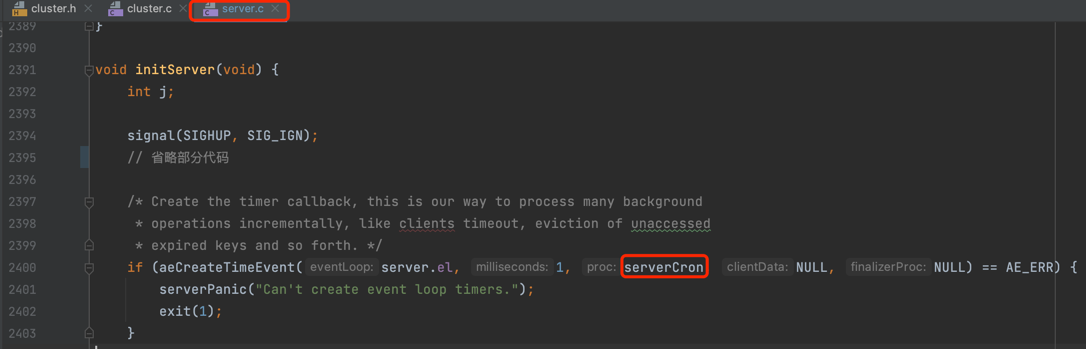 cluster.h cluster.c server.c
2389 }
2390
2391 void initServer(void) {
2392 int j;
2393
2394 signal(SIGHUP, SIG_IGN);
2395 // 省略部分代码
2396
2397 /* Create the timer callback, this is our way to process many background
2398 * operations incrementally, like clients timeout, eviction of unaccessed
2399 * expired keys and so forth. */
2400 if (aeCreateTimeEvent( eventLoop: server.el, milliseconds: 1, proc: serverCron clientData: NULL, finalizerProc: NULL) == AE_ERR) {
2401 serverPanic("Can't create event loop timers.");
2402 exit(1);
2403 }